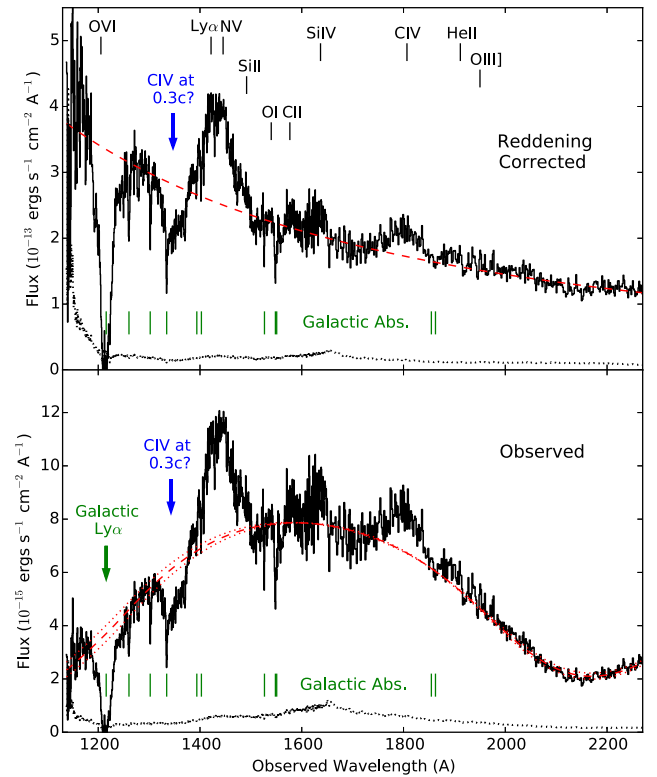 OVI
Lyα NV
SiII
OI CII
SiIV
CIV
HeII
OIII]
CIV at
0.3c?
Reddening
Corrected
Galactic Abs.
Flux (10⁻¹³ ergs s⁻¹ cm⁻² A⁻¹)
5
4
3
2
1
0
CIV at
0.3c?
Observed
Galactic
Lyα
Galactic Abs.
Flux (10⁻¹⁵ ergs s⁻¹ cm⁻² A⁻¹)
12
10
8
6
4
2
0
1200 1400 1600 1800 2000 2200
Observed Wavelength (A)